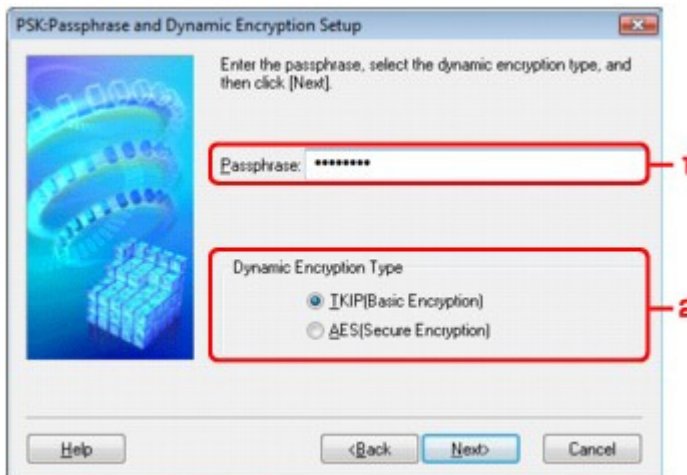 PSK:Passphrase and Dynamic Encryption Setup
Enter the passphrase, select the dynamic encryption type, and
then click [Next].
Passphrase: ••••••••
1
Dynamic Encryption Type
TKIP(Basic Encryption)
2
AES(Secure Encryption)
Help
<Back
Next>
Cancel